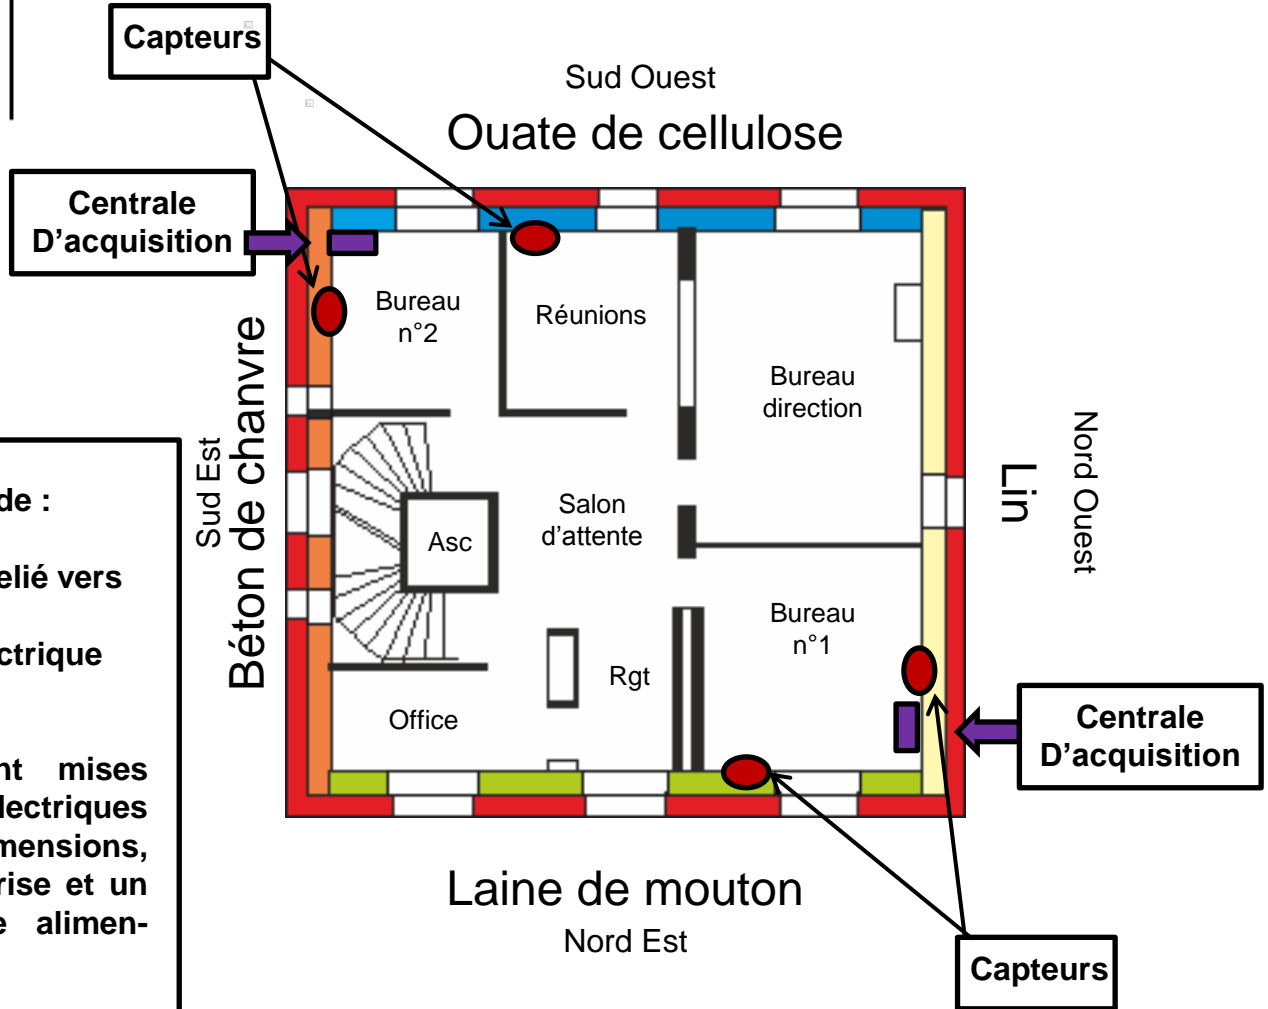 Capteurs
Sud Ouest
Ouate de cellulose
Centrale
D'acquisition
Bureau
n°2
Réunions
Bureau
direction
Béton de chanvre
Sud Est
Nord Ouest
Lin
Salon
d'attente
Asc
Bureau
n°1
Rgt
Office
de :
elié vers
ctrique
nt mises
lectriques
mensions,
rise et un
e alimen-
Centrale
D'acquisition
Laine de mouton
Nord Est
Capteurs